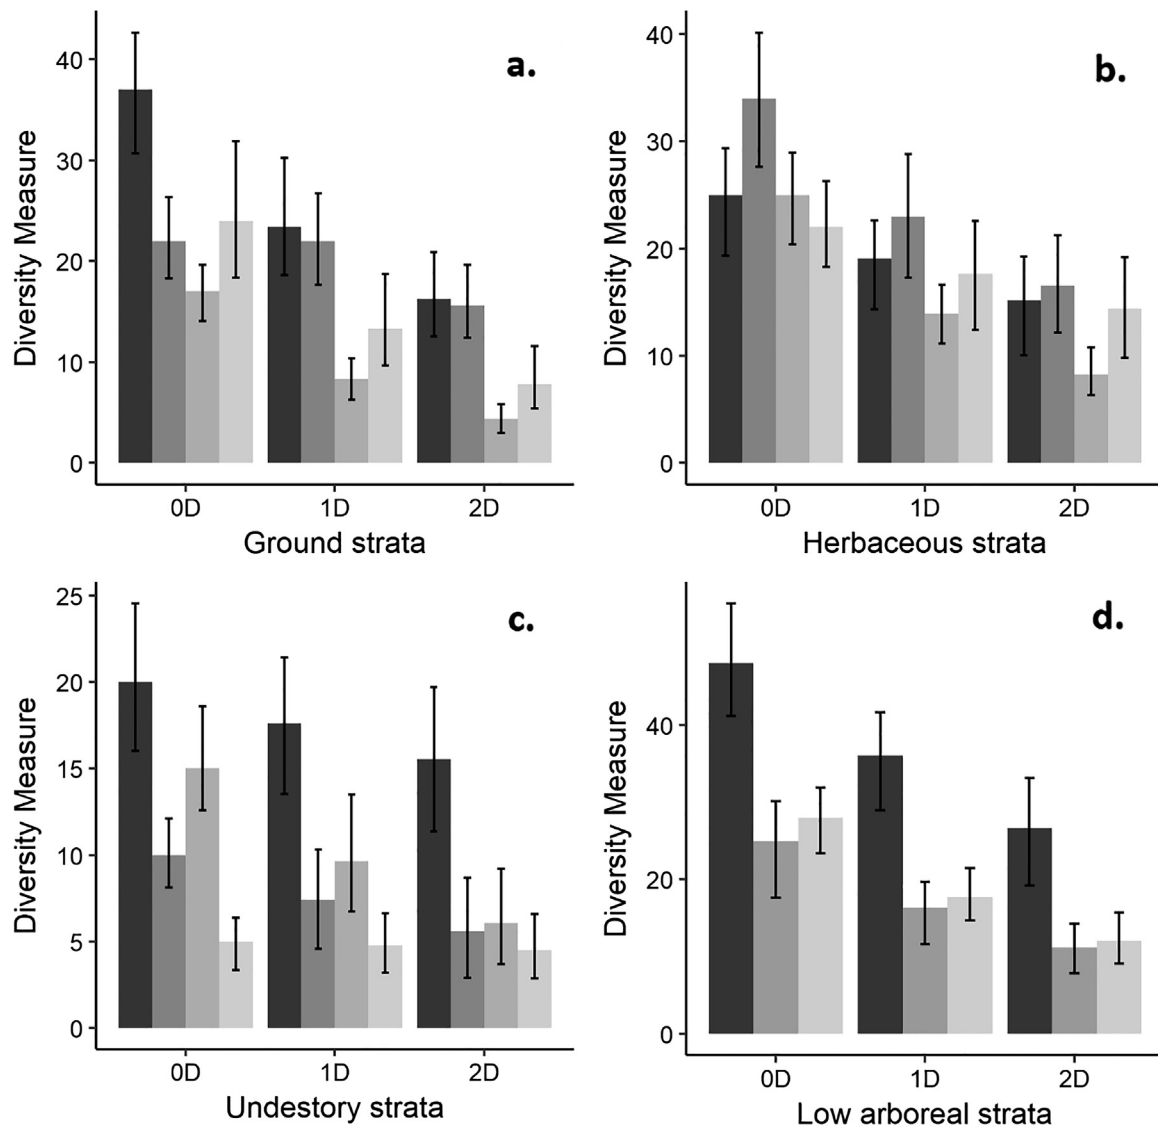 a.
Diversity Measure
40
30
20
10
0
0D 1D 2D
Ground strata
b.
Diversity Measure
40
30
20
10
0
0D 1D 2D
Herbaceous strata
c.
Diversity Measure
25
20
15
10
5
0
0D 1D 2D
Undestory strata
d.
Diversity Measure
40
20
0
0D 1D 2D
Low arboreal strata